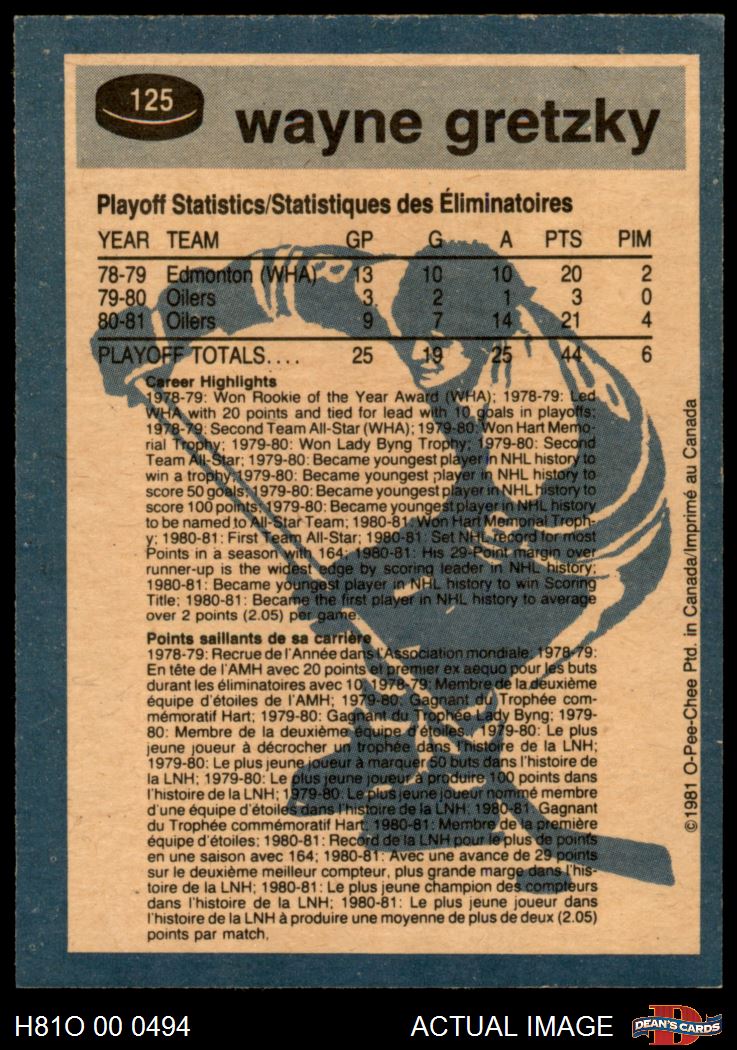 125
wayne gretzky
Playoff Statistics/Statistiques des Éliminatoires
YEAR TEAM GP G A PTS PIM
78-79 Edmonton (WHA) 13 10 10 20 2
79-80 Oilers 3 2 1 3 0
80-81 Oilers 9 7 14 21 4
PLAYOFF TOTALS.... 25 19 25 44 6
Career Highlights
1978-79: Won Rookie of the Year Award (WHA); 1978-79: Led
WHA with 20 points and tied for lead with 10 goals in playoffs;
1978-79: Second Team All-Star (WHA); 1979-80: Won Hart Memo-
rial Trophy; 1979-80: Won Lady Byng Trophy; 1979-80: Second
Team All-Star; 1979-80: Became youngest player in NHL history to
win a trophy; 1979-80: Became youngest player in NHL history to
score 50 goals; 1979-80: Became youngest player in NHL history to
score 100 points; 1979-80: Became youngest player in NHL history
to be named to All-Star Team; 1980-81: Won Hart Memorial Troph-
y; 1980-81: First Team All-Star; 1980-81: Set NHL record for most
Points in a season with 164; 1980-81: His 29-Point margin over
runner-up is the widest edge by scoring leader in NHL history;
1980-81: Became youngest player in NHL history to win Scoring
Title; 1980-81: Became the first player in NHL history to average
over 2 points (2.05) per game.
Points saillants de sa carrière
1978-79: Recrue de l'Année dans l'Association mondiale; 1978-79:
En tête de l'AMH avec 20 points et premier ex aequo pour les buts
durant les éliminatoires avec 10; 1978-79: Membre de la deuxième
équipe d'étoiles de l'AMH; 1979-80: Gagnant du Trophée com-
mémoratif Hart; 1979-80: Gagnant du Trophée Lady Byng; 1979-
80: Membre de la deuxième équipe d'étoiles; 1979-80: Le plus
jeune joueur à décrocher un trophée dans l'histoire de la LNH;
1979-80: Le plus jeune joueur à marquer 50 buts dans l'histoire de
la LNH; 1979-80: Le plus jeune joueur à produire 100 points dans
l'histoire de la LNH; 1979-80: Le plus jeune joueur nommé membre
d'une équipe d'étoiles dans l'histoire de la LNH; 1980-81: Gagnant
du Trophée commémoratif Hart; 1980-81: Membre de la première
équipe d'étoiles; 1980-81: Record de la LNH pour le plus de points
en une saison avec 164; 1980-81: Avec une avance de 29 points
sur le deuxième meilleur compteur, plus grande marge dans l'his-
toire de la LNH; 1980-81: Le plus jeune champion des compteurs
dans l'histoire de la LNH; 1980-81: Le plus jeune joueur dans
l'histoire de la LNH à produire une moyenne de plus de deux (2.05)
points par match.
©1981 O-Pee-Chee Ptd. in Canada/Imprimé au Canada
H81O 00 0494
ACTUAL IMAGE
DEAN'S CARDS